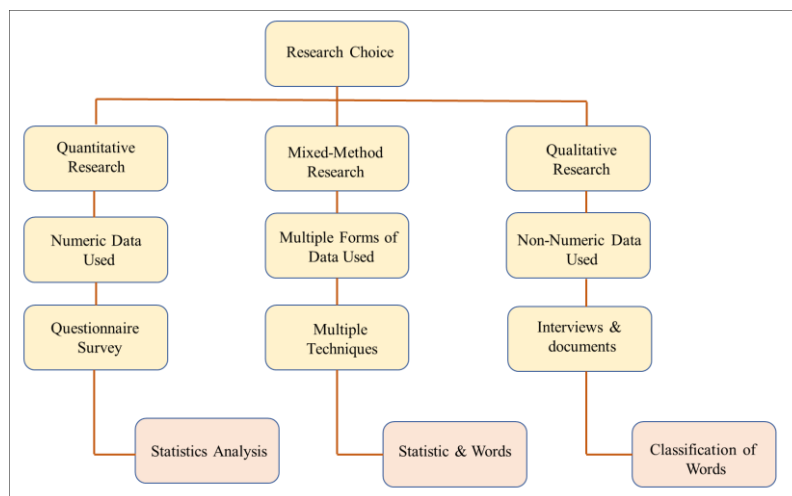 Research Choice
Quantitative
Research
Mixed-Method
Research
Qualitative
Research
Numeric Data
Used
Multiple Forms of
Data Used
Non-Numeric Data
Used
Questionnaire
Survey
Multiple
Techniques
Interviews &
documents
Statistics Analysis
Statistic & Words
Classification of
Words